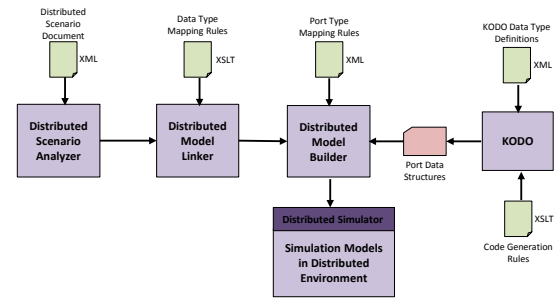 Distributed
Scenario
Document
XML
Data Type
Mapping Rules
XSLT
Port Type
Mapping Rules
XML
KODO Data Type
Definitions
XML
Distributed
Scenario
Analyzer
Distributed
Model
Linker
Distributed
Model
Builder
Port Data
Structures
KODO
XSLT
Code Generation
Rules
Distributed Simulator
Simulation Models
in Distributed
Environment